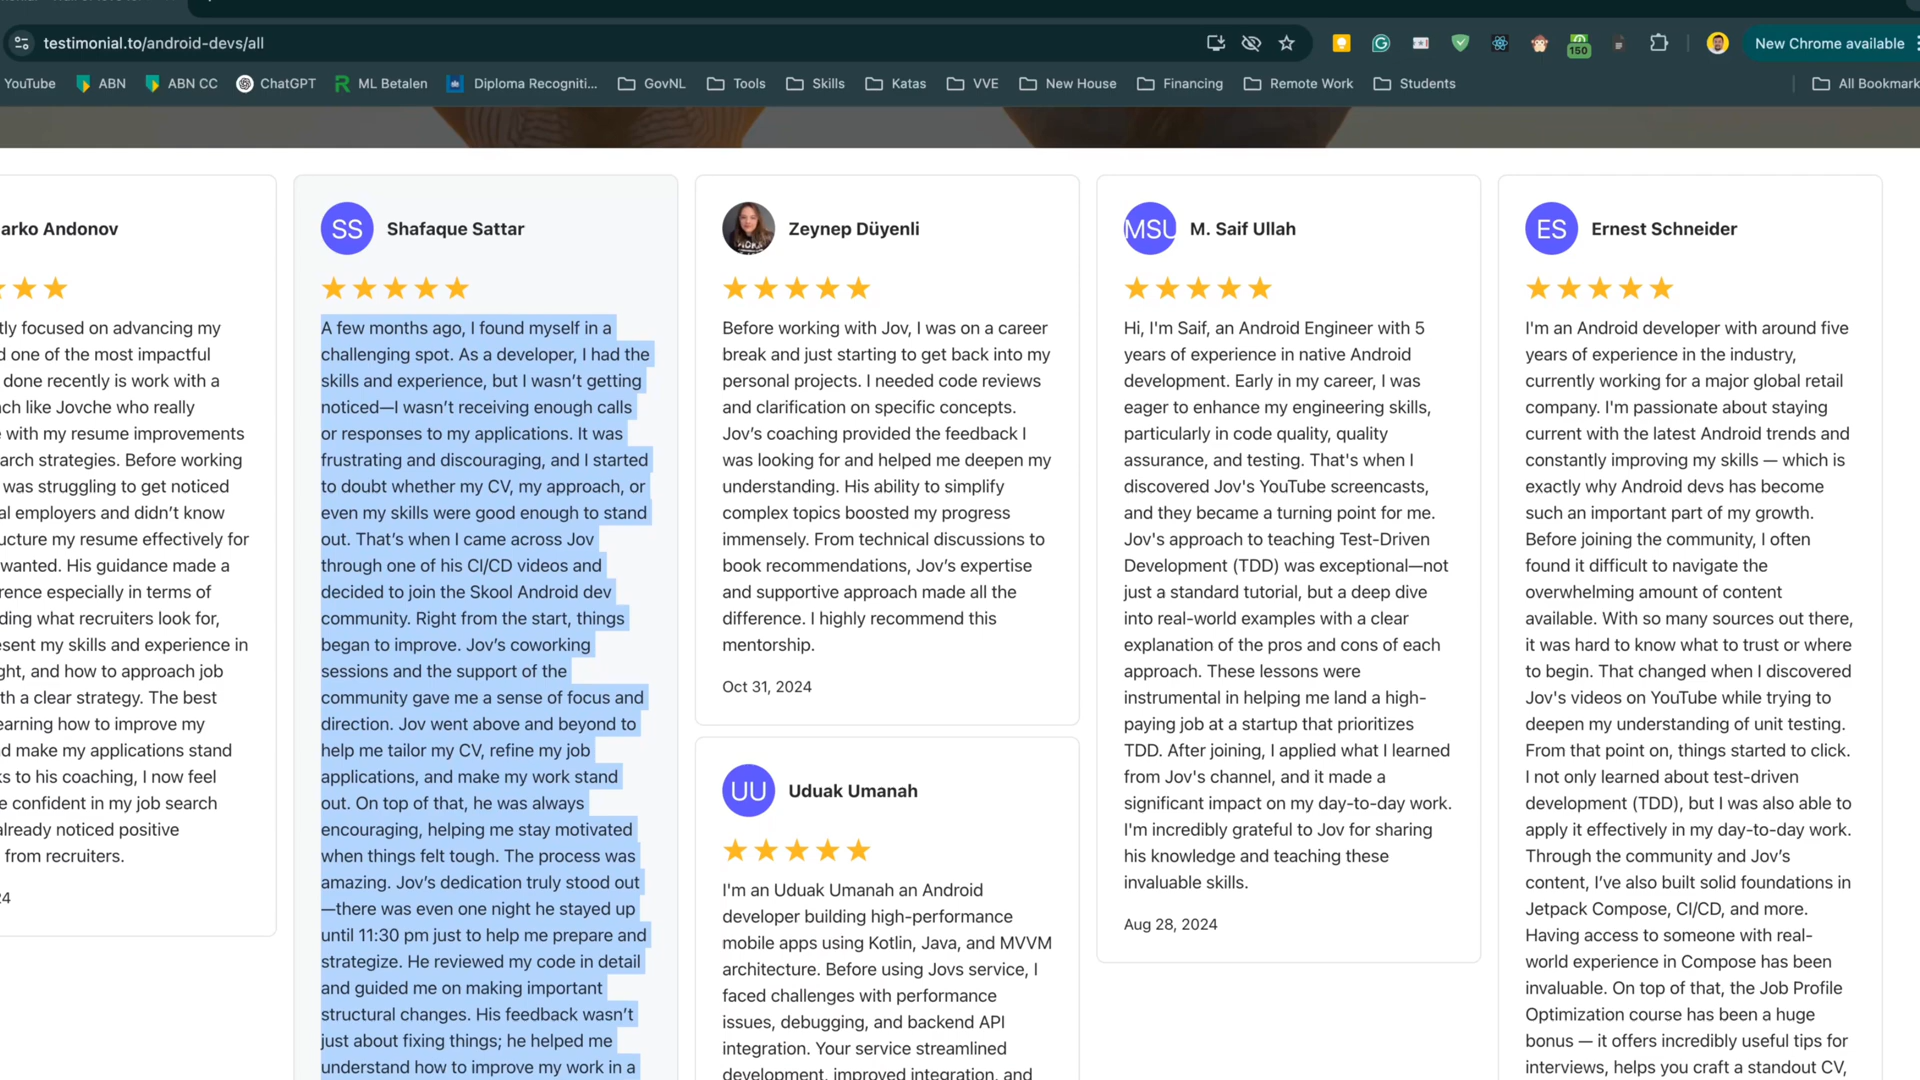 testimonial.to/android-devs/all
150
New Chrome available
YouTube
ABN
ABN CC
ChatGPT
ML Betalen
Diploma Recogniti...
GovNL
Tools
Skills
Katas
VVE
New House
Financing
Remote Work
Students
All Bookmark
arko Andonov
tly focused on advancing my
d one of the most impactful
done recently is work with a
ch like Jovche who really
with my resume improvements
arch strategies. Before working
was struggling to get noticed
al employers and didn't know
ucture my resume effectively for
wanted. His guidance made a
rence especially in terms of
ding what recruiters look for,
esent my skills and experience in
ght, and how to approach job
th a clear strategy. The best
earning how to improve my
d make my applications stand
ks to his coaching, I now feel
e confident in my job search
already noticed positive
from recruiters.
24
SS
Shafaque Sattar
A few months ago, I found myself in a
challenging spot. As a developer, I had the
skills and experience, but I wasn't getting
noticed—I wasn't receiving enough calls
or responses to my applications. It was
frustrating and discouraging, and I started
to doubt whether my CV, my approach, or
even my skills were good enough to stand
out. That's when I came across Jov
through one of his CI/CD videos and
decided to join the Skool Android dev
community. Right from the start, things
began to improve. Jov's coworking
sessions and the support of the
community gave me a sense of focus and
direction. Jov went above and beyond to
help me tailor my CV, refine my job
applications, and make my work stand
out. On top of that, he was always
encouraging, helping me stay motivated
when things felt tough. The process was
amazing. Jov's dedication truly stood out
—there was even one night he stayed up
until 11:30 pm just to help me prepare and
strategize. He reviewed my code in detail
and guided me on making important
structural changes. His feedback wasn't
just about fixing things; he helped me
understand how to improve my work in a
Zeynep Düyenli
Before working with Jov, I was on a career
break and just starting to get back into my
personal projects. I needed code reviews
and clarification on specific concepts.
Jov's coaching provided the feedback I
was looking for and helped me deepen my
understanding. His ability to simplify
complex topics boosted my progress
immensely. From technical discussions to
book recommendations, Jov's expertise
and supportive approach made all the
difference. I highly recommend this
mentorship.
Oct 31, 2024
UU
Uduak Umanah
I'm an Uduak Umanah an Android
developer building high-performance
mobile apps using Kotlin, Java, and MVVM
architecture. Before using Jovs service, I
faced challenges with performance
issues, debugging, and backend API
integration. Your service streamlined
development, improved integration, and
MSU
M. Saif Ullah
Hi, I'm Saif, an Android Engineer with 5
years of experience in native Android
development. Early in my career, I was
eager to enhance my engineering skills,
particularly in code quality, quality
assurance, and testing. That's when I
discovered Jov's YouTube screencasts,
and they became a turning point for me.
Jov's approach to teaching Test-Driven
Development (TDD) was exceptional—not
just a standard tutorial, but a deep dive
into real-world examples with a clear
explanation of the pros and cons of each
approach. These lessons were
instrumental in helping me land a high-
paying job at a startup that prioritizes
TDD. After joining, I applied what I learned
from Jov's channel, and it made a
significant impact on my day-to-day work.
I'm incredibly grateful to Jov for sharing
his knowledge and teaching these
invaluable skills.
Aug 28, 2024
ES
Ernest Schneider
I'm an Android developer with around five
years of experience in the industry,
currently working for a major global retail
company. I'm passionate about staying
current with the latest Android trends and
constantly improving my skills — which is
exactly why Android devs has become
such an important part of my growth.
Before joining the community, I often
found it difficult to navigate the
overwhelming amount of content
available. With so many sources out there,
it was hard to know what to trust or where
to begin. That changed when I discovered
Jov's videos on YouTube while trying to
deepen my understanding of unit testing.
From that point on, things started to click.
I not only learned about test-driven
development (TDD), but I was also able to
apply it effectively in my day-to-day work.
Through the community and Jov's
content, I've also built solid foundations in
Jetpack Compose, CI/CD, and more.
Having access to someone with real-
world experience in Compose has been
invaluable. On top of that, the Job Profile
Optimization course has been a huge
bonus — it offers incredibly useful tips for
interviews, helps you craft a standout CV,